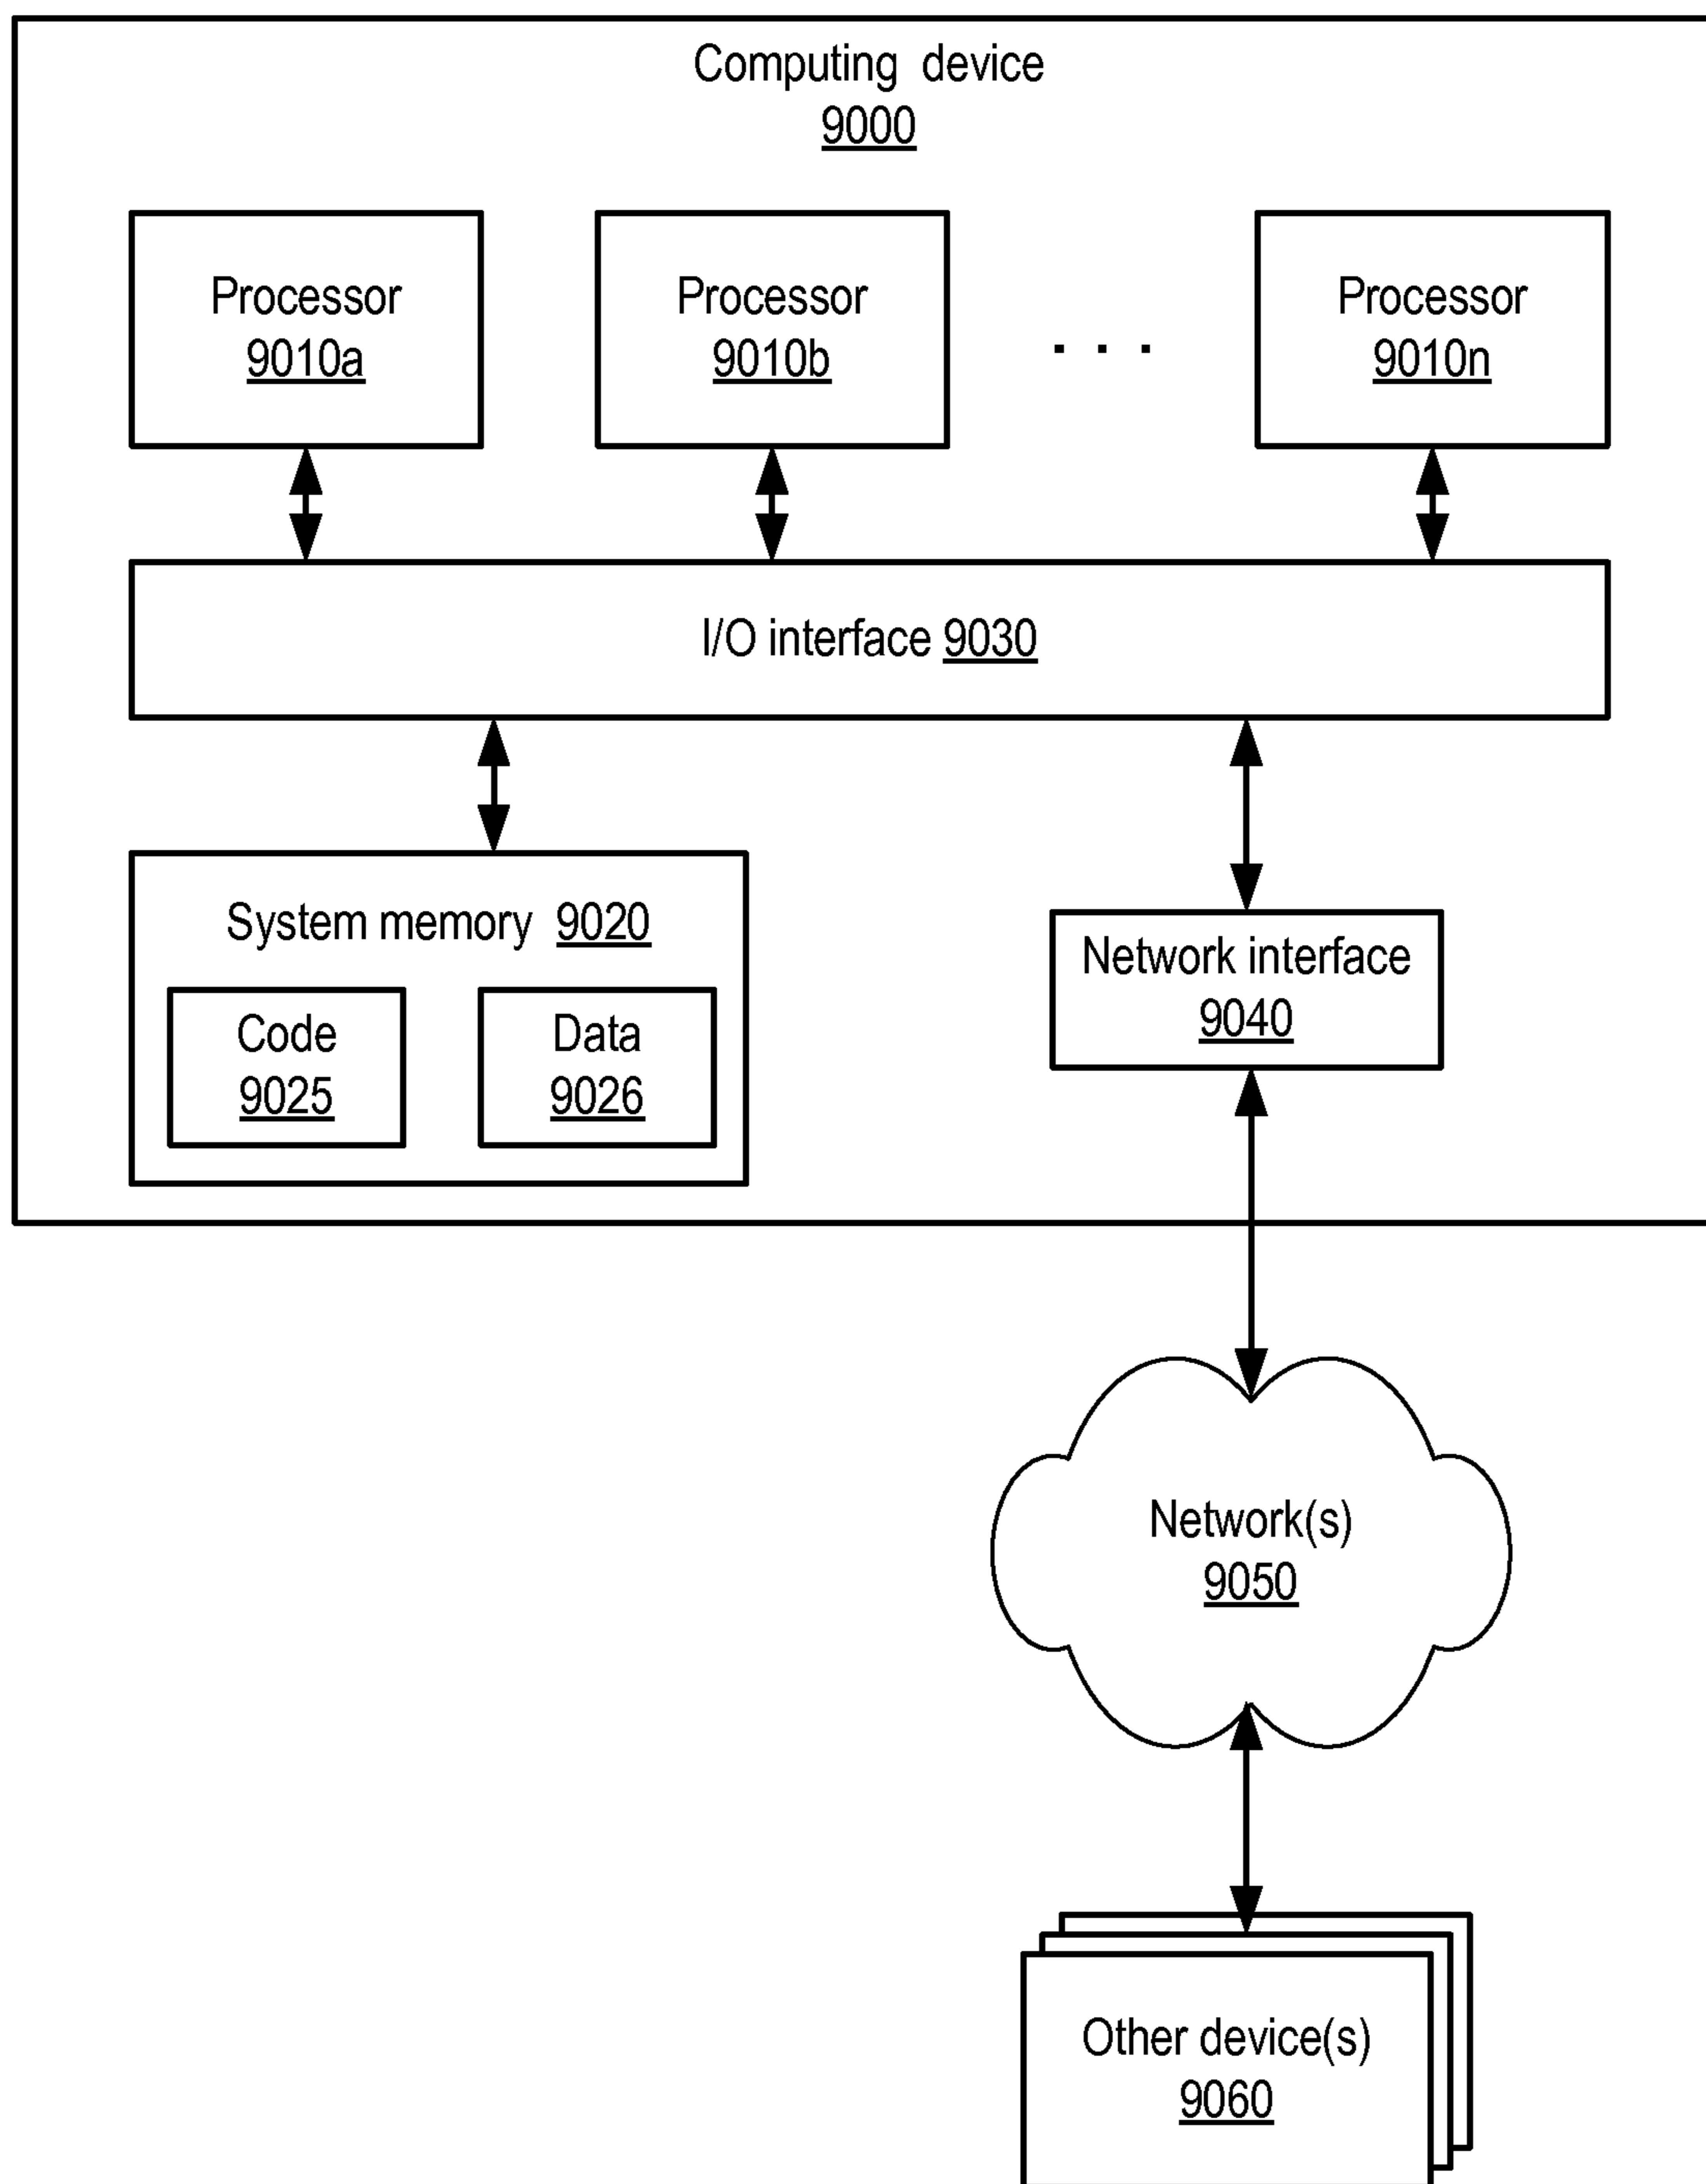 Computing device
9000
Processor
9010a
Processor
9010b
. . .
Processor
9010n
I/O interface 9030
System memory 9020
Code
9025
Data
9026
Network interface
9040
Network(s)
9050
Other device(s)
9060